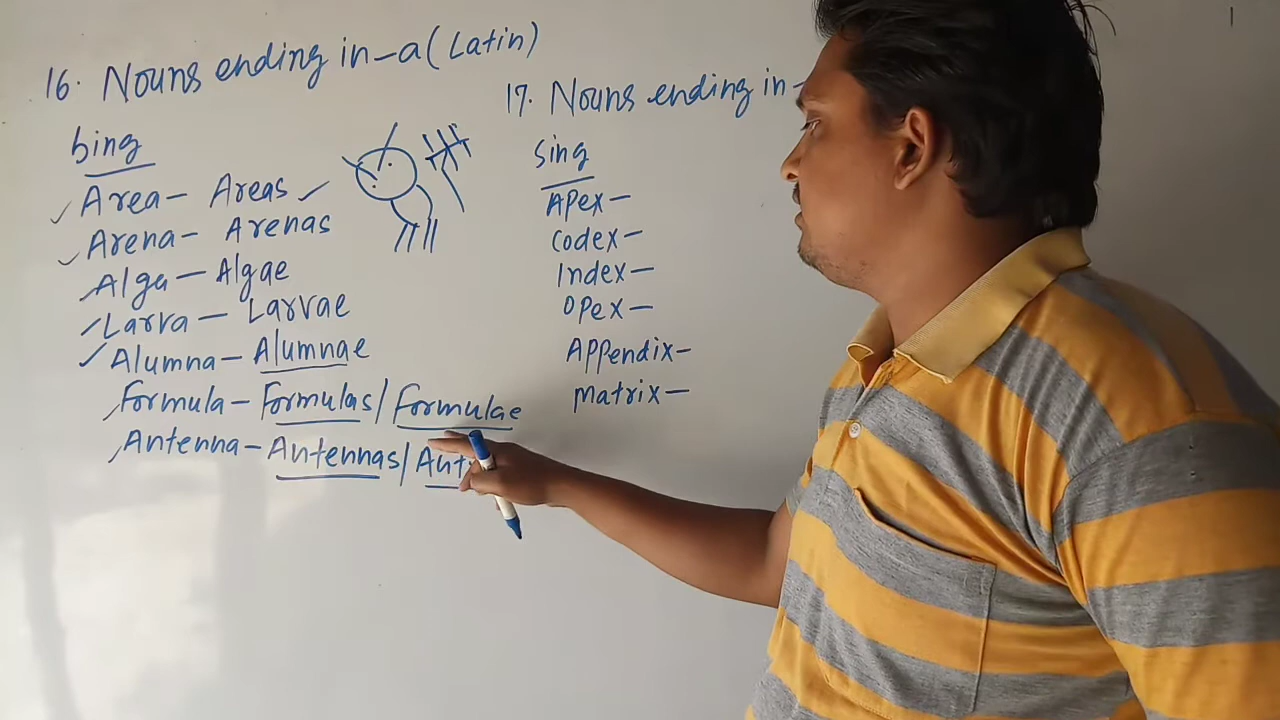 16. Nouns ending in -a (Latin)
Sing
Area - Areas
Arena - Arenas
Alga - Algae
Larva - Larvae
Alumna - Alumnae
Formula - Formulas/Formulae
Antenna - Antennas/Ant
17. Nouns ending in -
Sing
Apex -
Codex -
Index -
Opex -
Appendix -
Matrix -